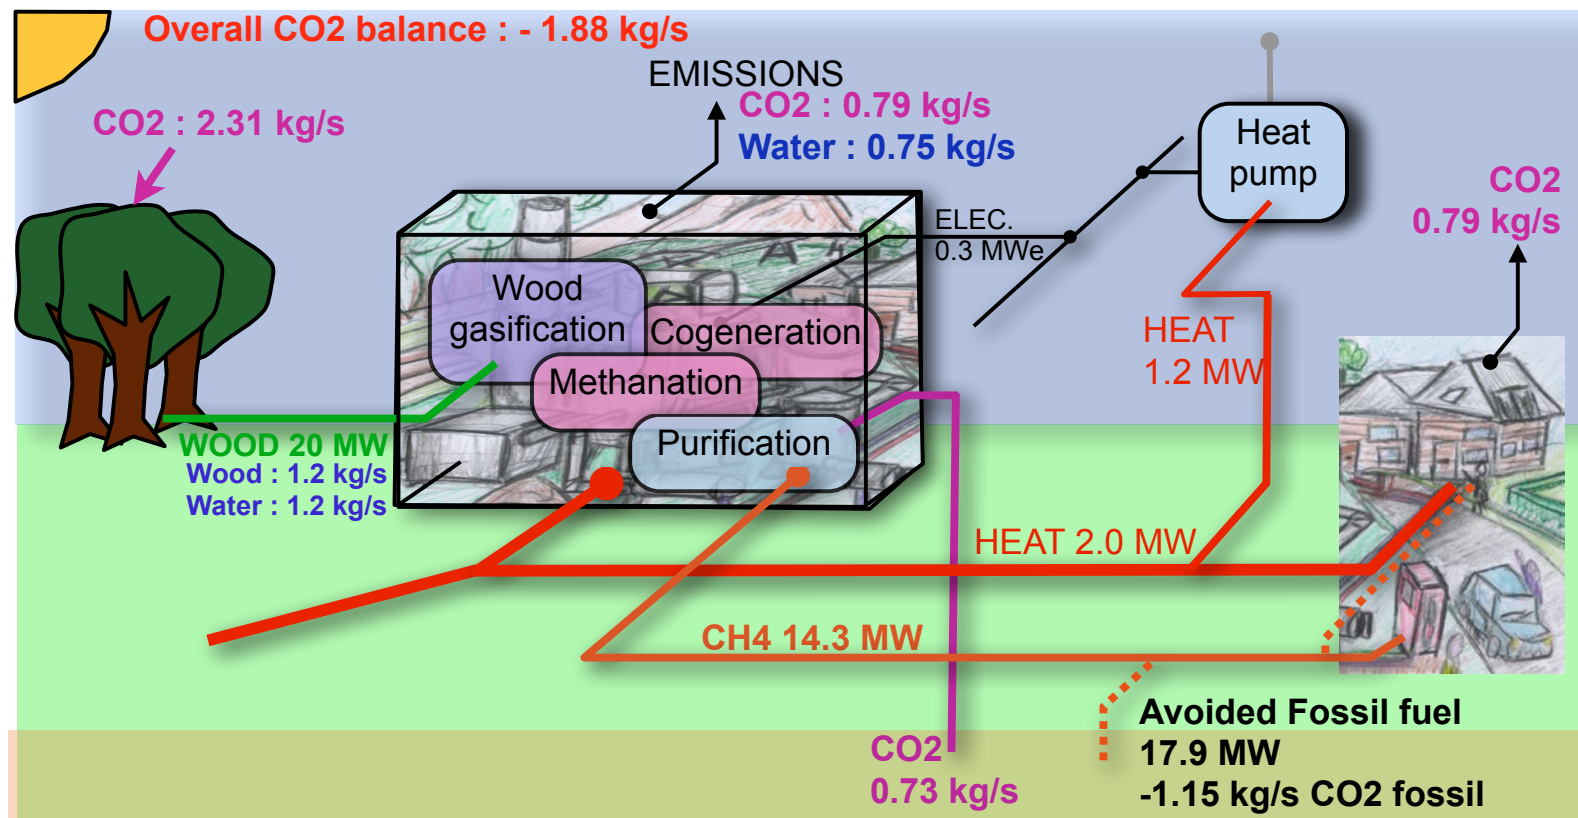 Overall CO2 balance : - 1.88 kg/s
EMISSIONS
CO2 : 0.79 kg/s
Water : 0.75 kg/s
CO2 : 2.31 kg/s
Heat
pump
CO2
0.79 kg/s
ELEC.
0.3 MWe
Wood
gasification
Cogeneration
Methanation
Purification
HEAT
1.2 MW
WOOD 20 MW
Wood : 1.2 kg/s
Water : 1.2 kg/s
HEAT 2.0 MW
CH4 14.3 MW
CO2
0.73 kg/s
Avoided Fossil fuel
17.9 MW
-1.15 kg/s CO2 fossil